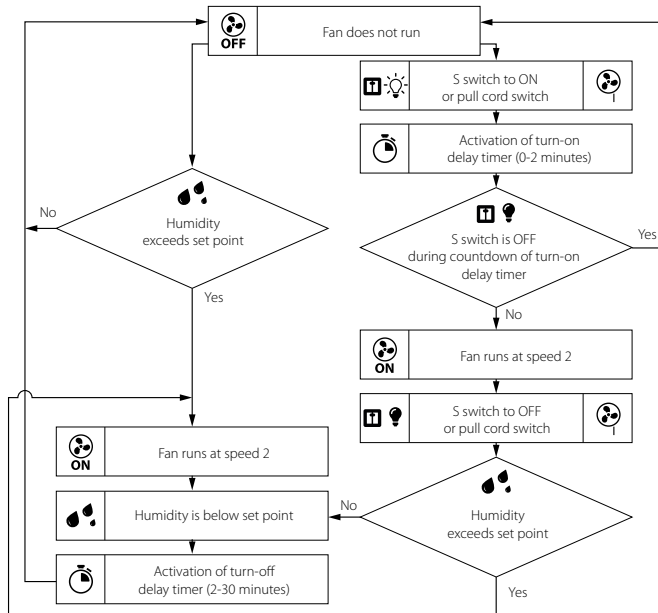 OFF
Fan does not run
S switch to ON
or pull cord switch
Activation of turn-on
delay timer (0-2 minutes)
No
Humidity
exceeds set point
Yes
S switch is OFF
during countdown of turn-on
delay timer
Yes
No
ON
Fan runs at speed 2
S switch to OFF
or pull cord switch
ON
Fan runs at speed 2
Humidity is below set point
No
Humidity
exceeds set point
Activation of turn-off
delay timer (2-30 minutes)
Yes